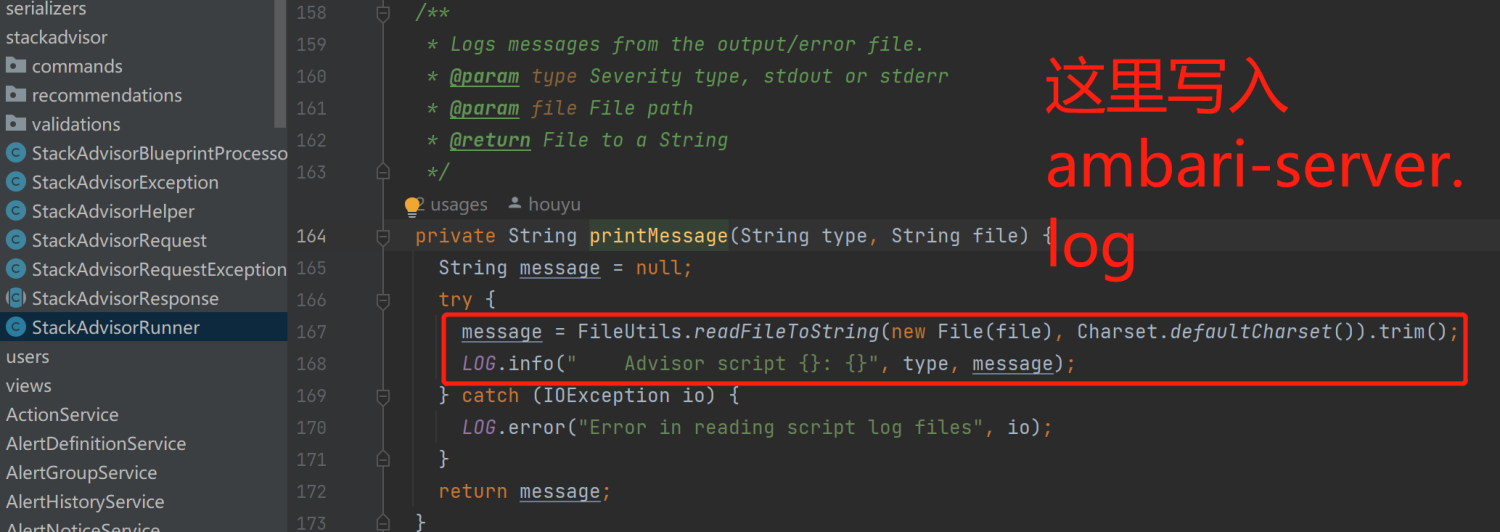 serializers
stackadvisor
commands
recommendations
validations
StackAdvisorBlueprintProcesso
StackAdvisorException
StackAdvisorHelper
StackAdvisorRequest
StackAdvisorRequestException
StackAdvisorResponse
StackAdvisorRunner
users
views
ActionService
AlertDefinitionService
AlertGroupService
AlertHistoryService
AlertNoticeService
158 /**
159 * Logs messages from the output/error file.
160 * @param type Severity type, stdout or stderr
161 * @param file File path
162 * @return File to a String
163 */
2 usages houyu
164 private String printMessage(String type, String file) {
165 String message = null;
166 try {
167 message = FileUtils.readFileToString(new File(file), Charset.defaultCharset()).trim();
168 LOG.info("    Advisor script {}: {}", type, message);
169 } catch (IOException io) {
170 LOG.error("Error in reading script log files", io);
171 }
172 return message;
173 }
这里写入
ambari-server.
log